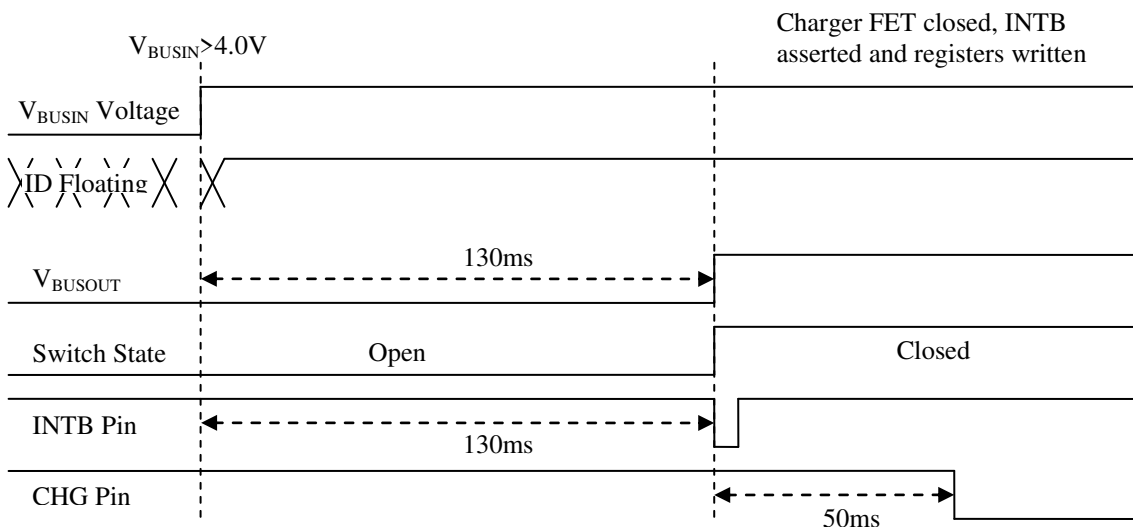 Charger FET closed, INTB
asserted and registers written
VBUSIN>4.0V
VBUSIN Voltage
ID Floating
130ms
VBUSOUT
Switch State
Open
Closed
INTB Pin
130ms
CHG Pin
50ms